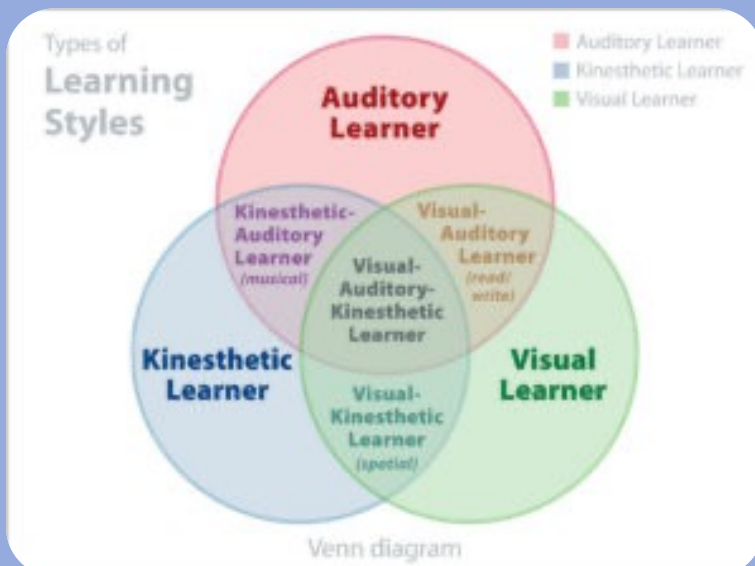 Types of
Learning
Styles
Auditory Learner
Kinesthetic Learner
Visual Learner
Auditory
Learner
Kinesthetic-
Auditory
Learner
(musical)
Visual-
Auditory
Learner
(read/
write)
Visual-
Auditory-
Kinesthetic
Learner
Kinesthetic
Learner
Visual
Learner
Visual-
Kinesthetic
Learner
(spatial)
Venn diagram